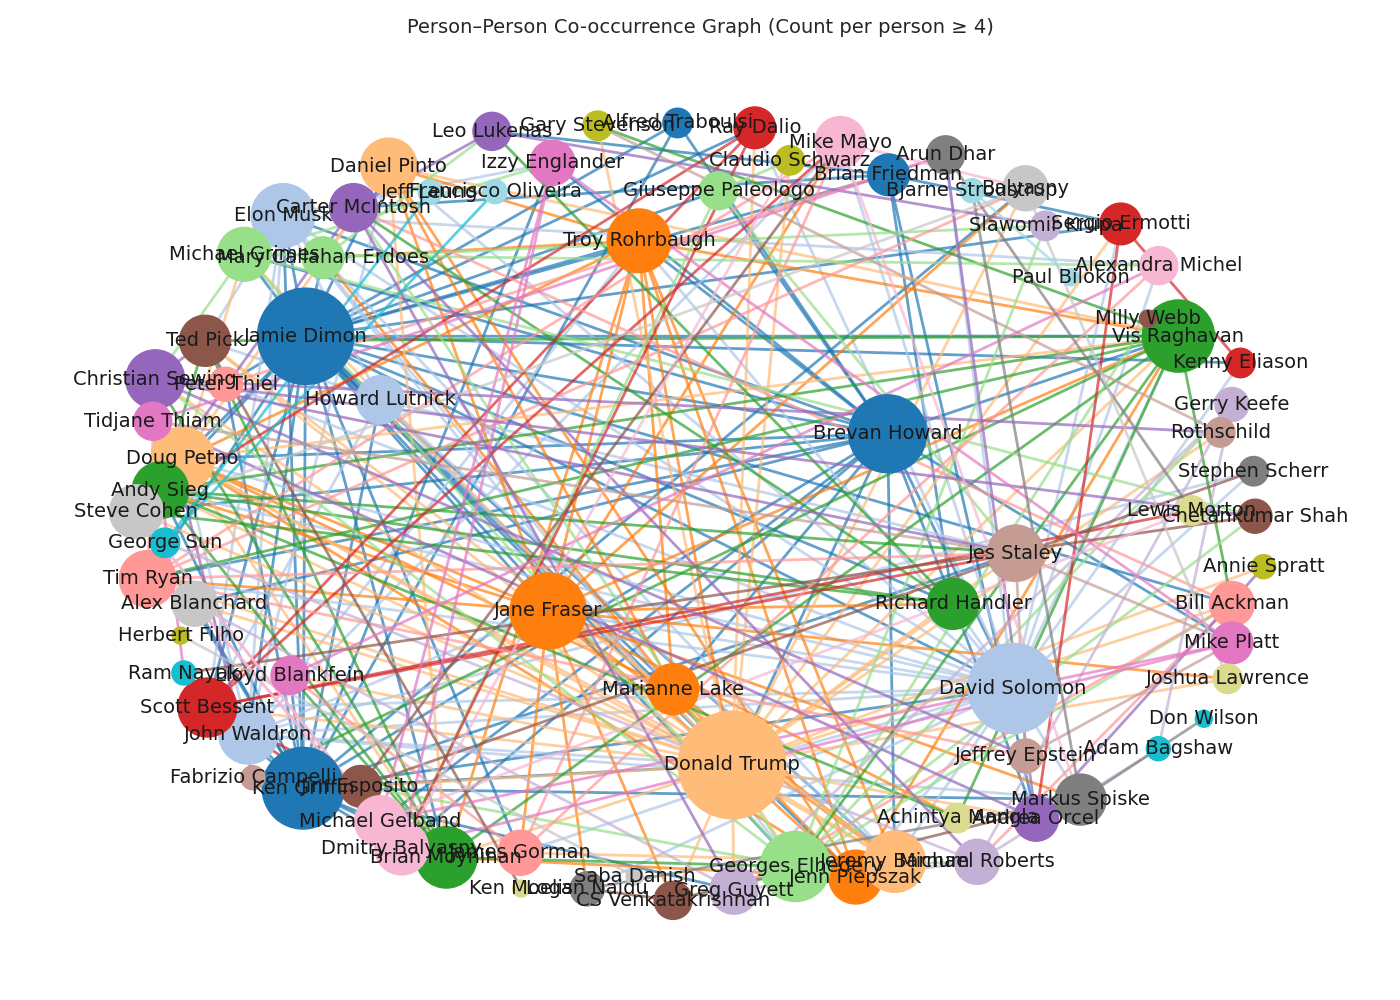 Person–Person Co-occurrence Graph (Count per person ≥ 4)
Alfred Traboulsi
Gary Stevenson
Ray Dalio
Leo Lukenas
Mike Mayo
Arun Dhar
Claudio Schwarz
Izzy Englander
Daniel Pinto
Brian Friedman
Jeff Leung
Francisco Oliveira
Giuseppe Paleologo
Bjarne Stroustrup
Balyasny
Carter McIntosh
Elon Musk
Slawomir Krupa
Sergio Ermotti
Troy Rohrbaugh
Michael Grimes
Mary Callahan Erdoes
Alexandra Michel
Paul Bilokon
Milly Webb
Jamie Dimon
Vis Raghavan
Ted Pick
Kenny Eliason
Christian Sewing
Peter Thiel
Howard Lutnick
Gerry Keefe
Tidjane Thiam
Brevan Howard
Rothschild
Doug Petno
Stephen Scherr
Andy Sieg
Steve Cohen
Lewis Morton
Chetankumar Shah
George Sun
Jes Staley
Annie Spratt
Tim Ryan
Alex Blanchard
Richard Handler
Bill Ackman
Jane Fraser
Herbert Filho
Mike Platt
Ram Nayak
Lloyd Blankfein
Joshua Lawrence
Marianne Lake
David Solomon
Scott Bessent
Don Wilson
John Waldron
Adam Bagshaw
Jeffrey Epstein
Donald Trump
Fabrizio Campelli
Ken Griffin
Esposito
Markus Spiske
Michael Gelband
Achintya Mangla
Andrea Orcel
Dmitry Balyasny
Brian Moynihan
James Gorman
Georges Elhedery
Jeremy Barnum
Michael Roberts
Saba Danish
Jenn Piepszak
Ken Moelis
Logan Naidu
Greg Guyett
CS Venkatakrishnan